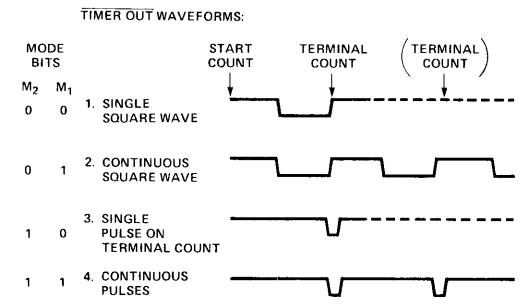 TIMER OUT WAVEFORMS:
MODE BITS
START COUNT
TERMINAL COUNT
(TERMINAL COUNT)
M2 M1
0 0 1. SINGLE SQUARE WAVE
0 1 2. CONTINUOUS SQUARE WAVE
1 0 3. SINGLE PULSE ON TERMINAL COUNT
1 1 4. CONTINUOUS PULSES